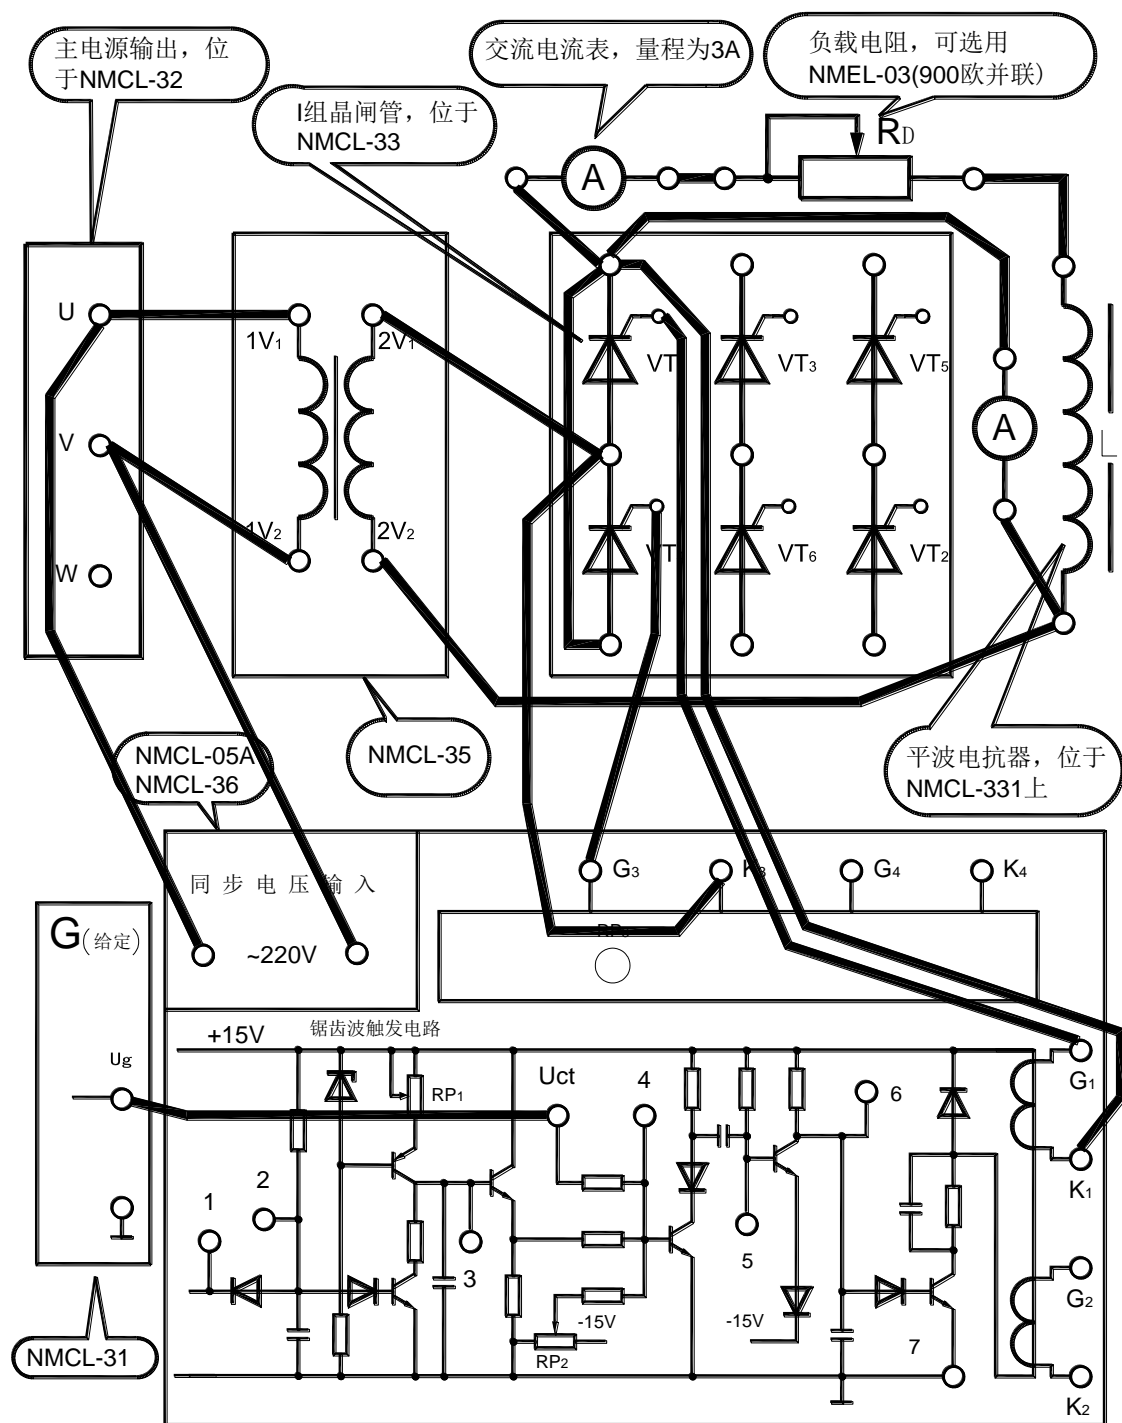 主电源输出，位
于NMCL-32
交流电流表，量程为3A
负载电阻，可选用
NMEL-03(900欧并联)
I组晶闸管，位于
NMCL-33
RD
A
U
1V₁
2V₁
VT
VT₃
VT₅
V
A
L
1V₂
2V₂
W
VT
VT₆
VT₂
NMCL-05A
NMCL-36
NMCL-35
平波电抗器，位于
NMCL-331上
同步电压输入
G₃
K₃
G₄
K₄
G(给定)
~220V
+15V
锯齿波触发电路
Ug
RP₁
Uct
4
6
G₁
1
2
3
5
K₁
-15V
-15V
G₂
RP₂
7
NMCL-31
K₂